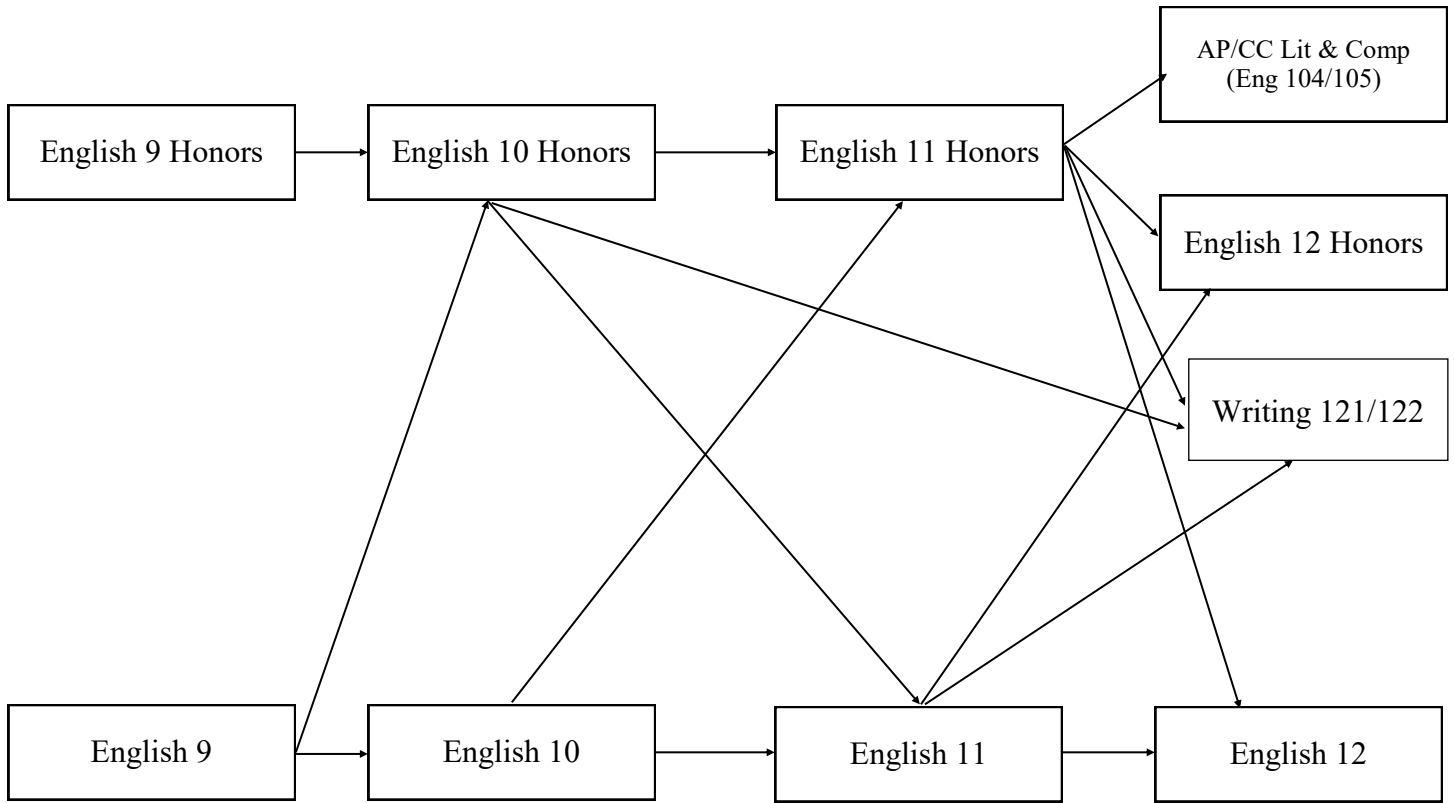 AP/CC Lit & Comp
(Eng 104/105)
English 9 Honors
English 10 Honors
English 11 Honors
English 12 Honors
Writing 121/122
English 9
English 10
English 11
English 12